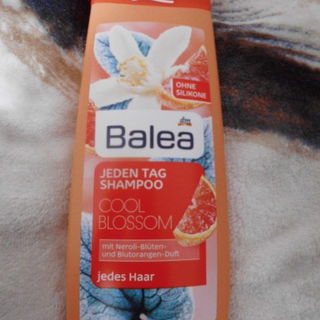 OHNE
SILIKONE
dm
Balea
JEDEN TAG
SHAMPOO
COOL
BLOSSOM
mit Neroli-Blüten-
und Blutorangen-Duft
jedes Haar